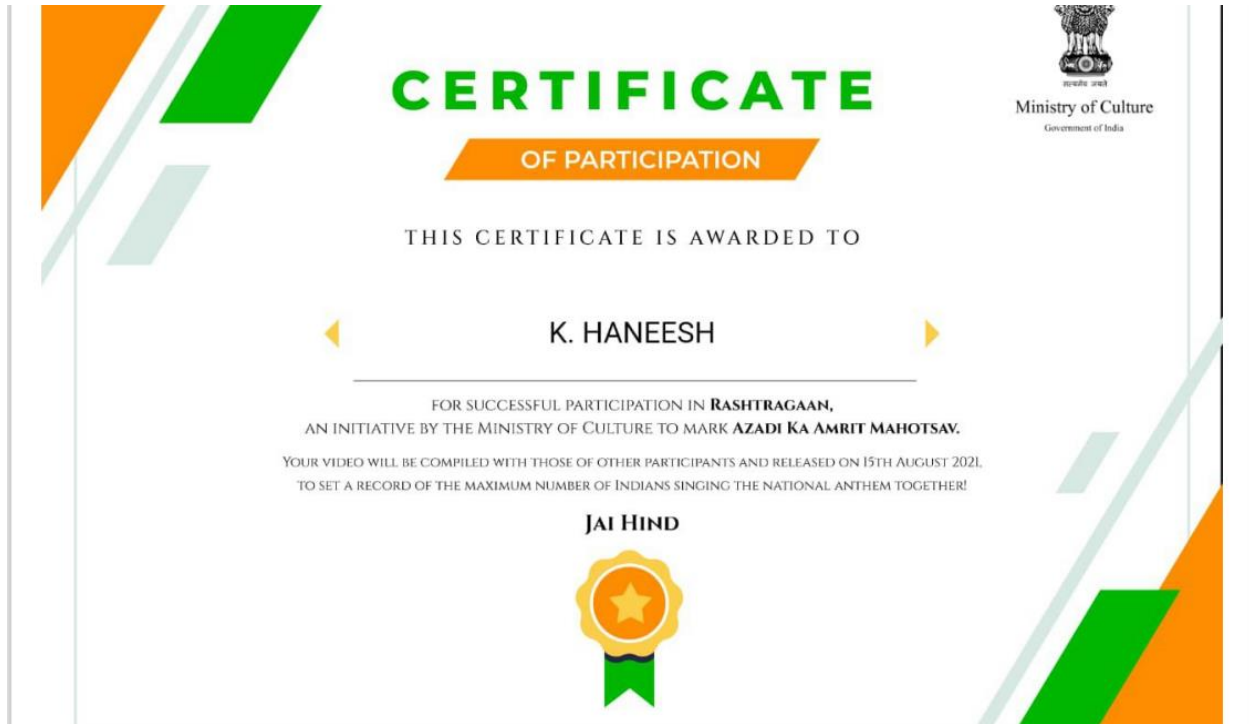 CERTIFICATE
OF PARTICIPATION
सत्यमेव जयते
Ministry of Culture
Government of India
THIS CERTIFICATE IS AWARDED TO
K. HANEESH
FOR SUCCESSFUL PARTICIPATION IN RASHTRAGAAN,
AN INITIATIVE BY THE MINISTRY OF CULTURE TO MARK AZADI KA AMRIT MAHOTSAV.
YOUR VIDEO WILL BE COMPILED WITH THOSE OF OTHER PARTICIPANTS AND RELEASED ON 15TH AUGUST 2021,
TO SET A RECORD OF THE MAXIMUM NUMBER OF INDIANS SINGING THE NATIONAL ANTHEM TOGETHER!
JAI HIND